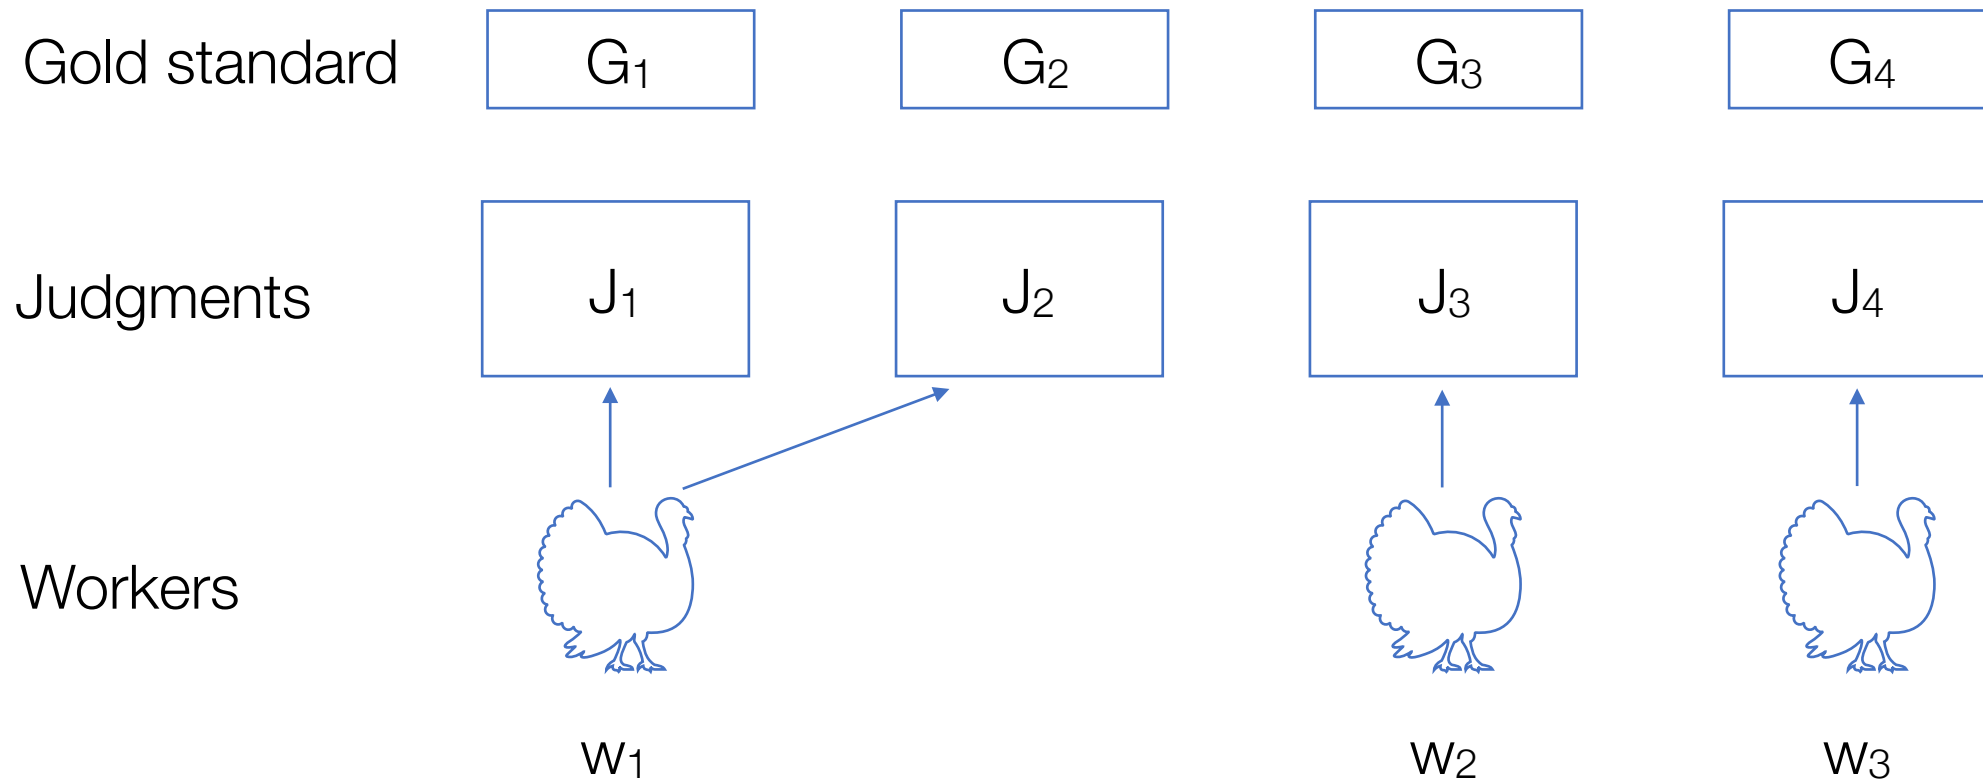 Gold standard G₁ G₂ G₃ G₄
Judgments J₁ J₂ J₃ J₄
Workers
w₁ w₂ w₃